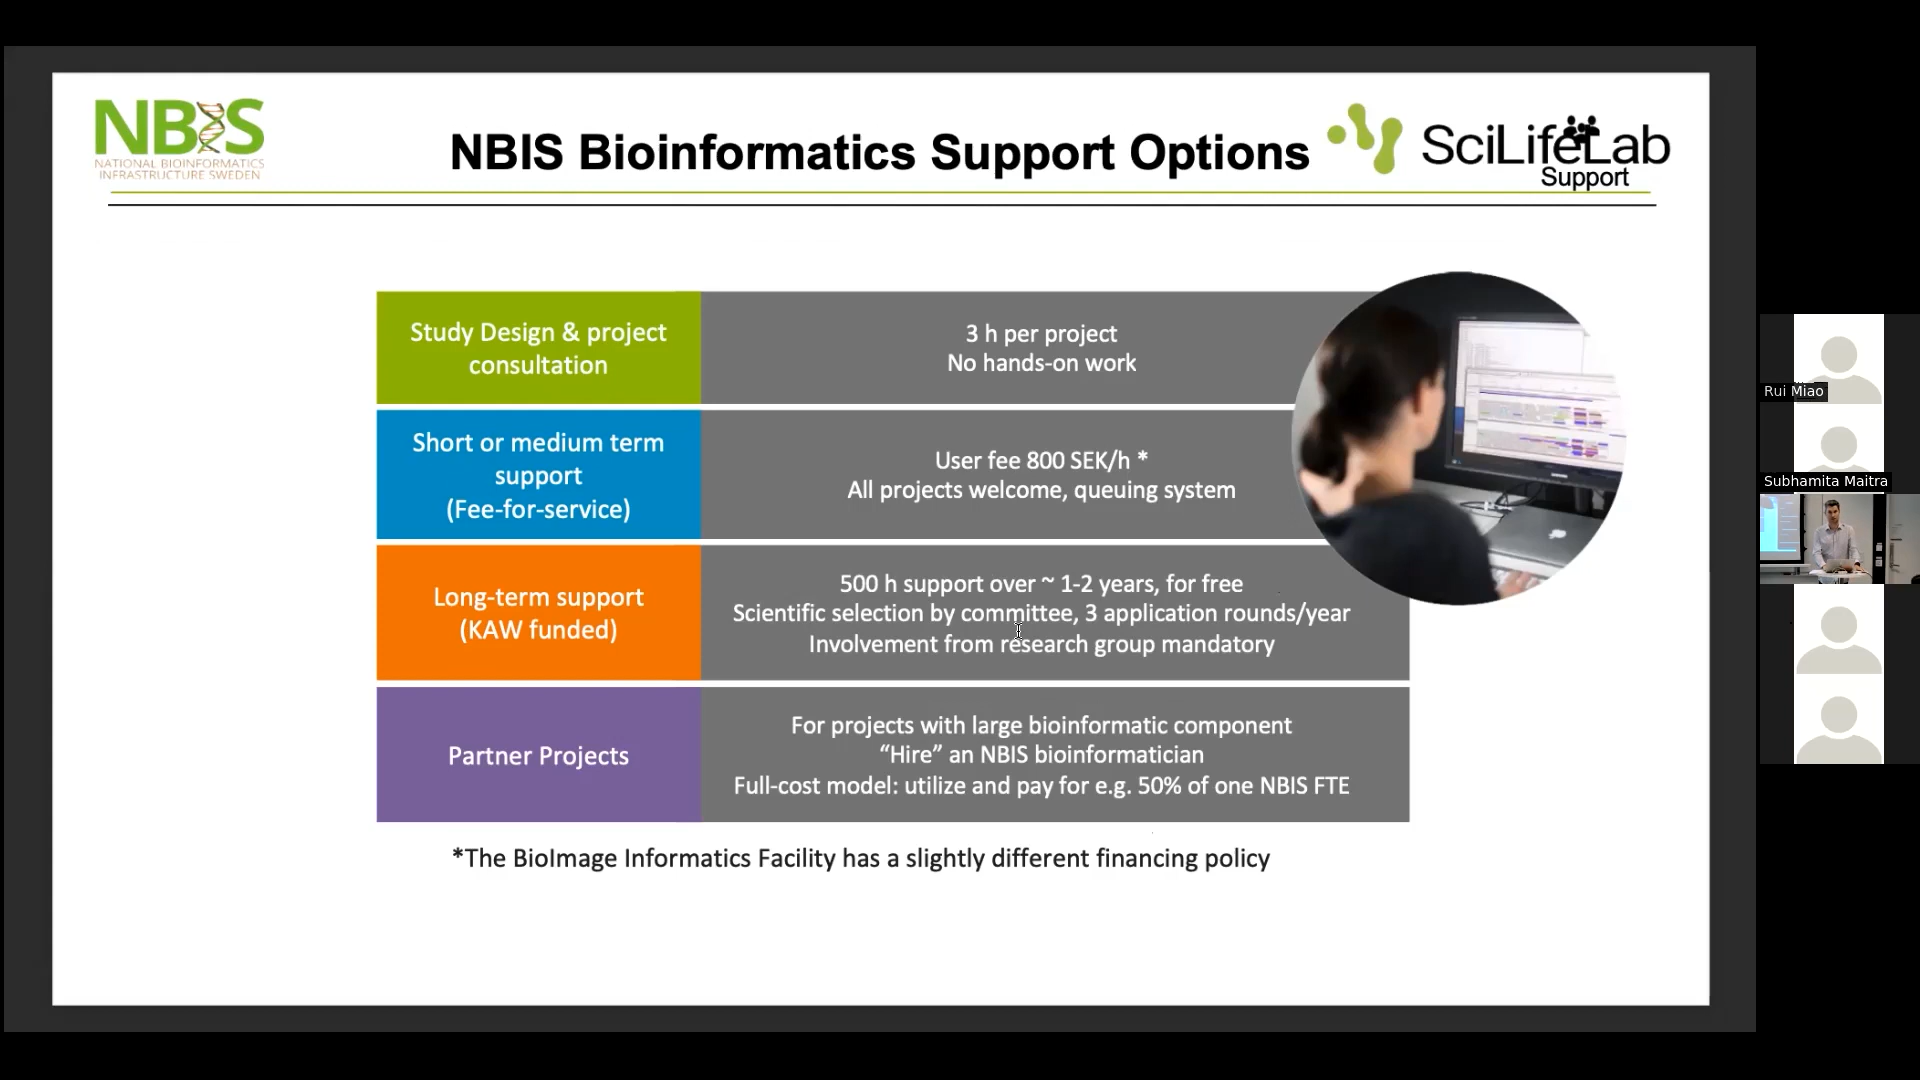 NBIS
NATIONAL BIOINFORMATICS
INFRASTRUCTURE SWEDEN
NBIS Bioinformatics Support Options
SciLifeLab
Support
Study Design & project
consultation
3 h per project
No hands-on work
Short or medium term
support
(Fee-for-service)
User fee 800 SEK/h *
All projects welcome, queuing system
Long-term support
(KAW funded)
500 h support over ~ 1-2 years, for free
Scientific selection by committee, 3 application rounds/year
Involvement from research group mandatory
Partner Projects
For projects with large bioinformatic component
“Hire” an NBIS bioinformatician
Full-cost model: utilize and pay for e.g. 50% of one NBIS FTE
*The BioImage Informatics Facility has a slightly different financing policy
Rui Miao
Subhamita Maitra